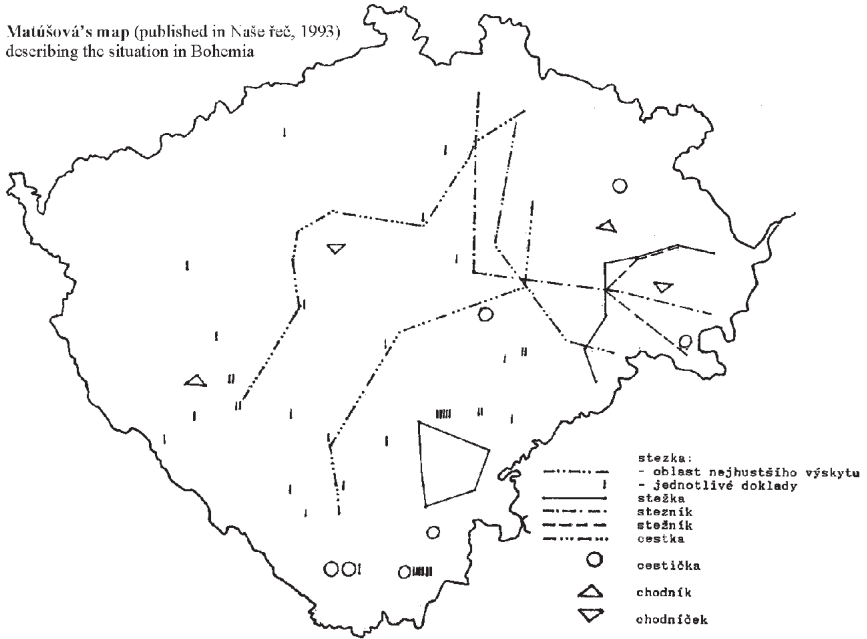 Matúšová's map (published in Naše řeč, 1993)
describing the situation in Bohemia
stezka:
- oblast nejhustšího výskytu
- jednotlivé doklady
stežka
stezník
stežník
cestka
cestička
chodník
chodníček